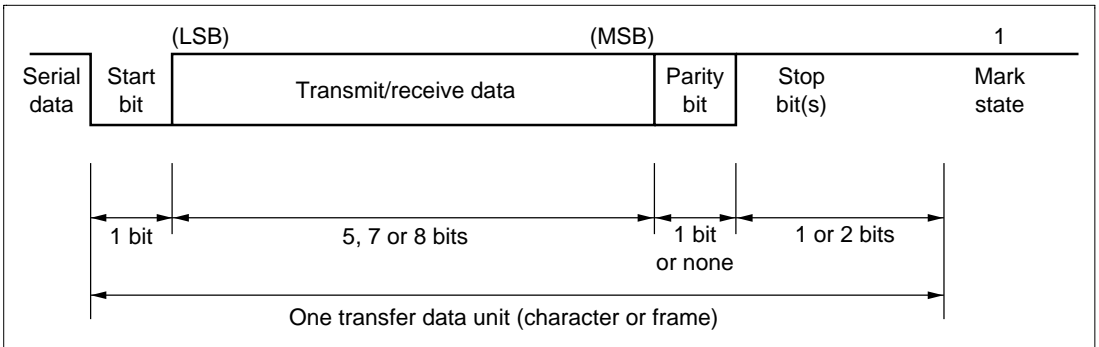 (LSB) (MSB) 1
Serial data
Start bit
Transmit/receive data
Parity bit
Stop bit(s)
Mark state
1 bit
5, 7 or 8 bits
1 bit or none
1 or 2 bits
One transfer data unit (character or frame)